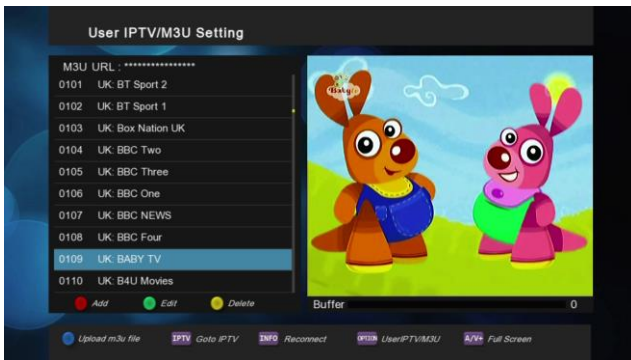 User IPTV/M3U Setting
M3U URL : ****************
0101 UK: BT Sport 2
0102 UK: BT Sport 1
0103 UK: Box Nation UK
0104 UK: BBC Two
0105 UK: BBC Three
0106 UK: BBC One
0107 UK: BBC NEWS
0108 UK: BBC Four
0109 UK: BABY TV
0110 UK: B4U Movies
Add Edit Delete
Baby tv
Buffer 0
Upload m3u file IPTV Goto IPTV INFO Reconnect OPTION UserIPTV/M3U A/V+ Full Screen